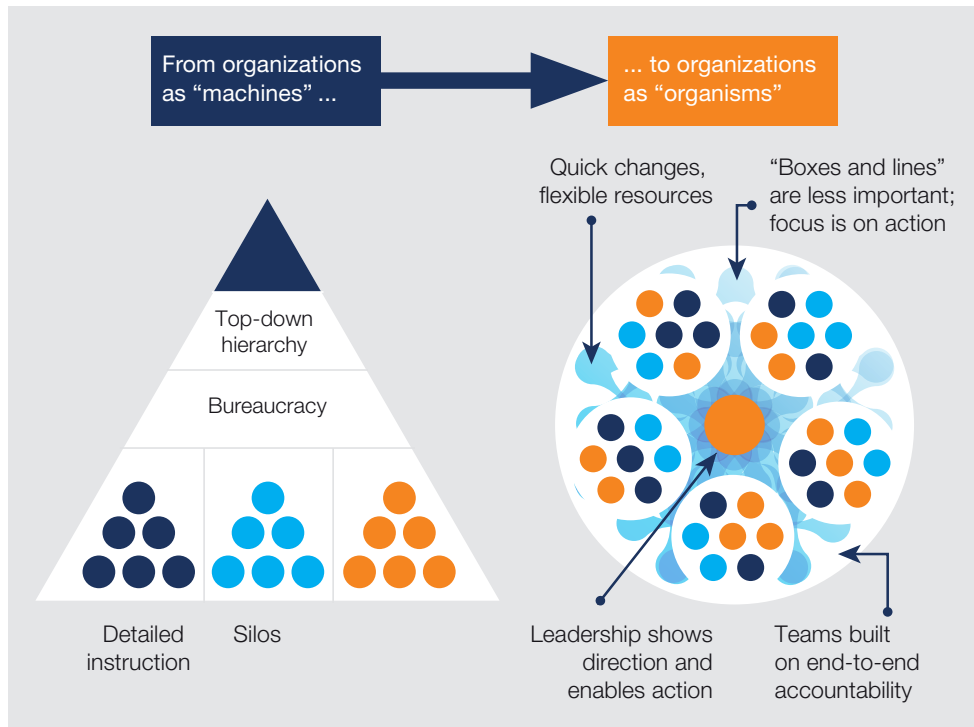 From organizations
as “machines” ...
... to organizations
as “organisms”
Top-down
hierarchy
Bureaucracy
Detailed
instruction
Silos
Quick changes,
flexible resources
“Boxes and lines”
are less important;
focus is on action
Leadership shows
direction and
enables action
Teams built
on end-to-end
accountability